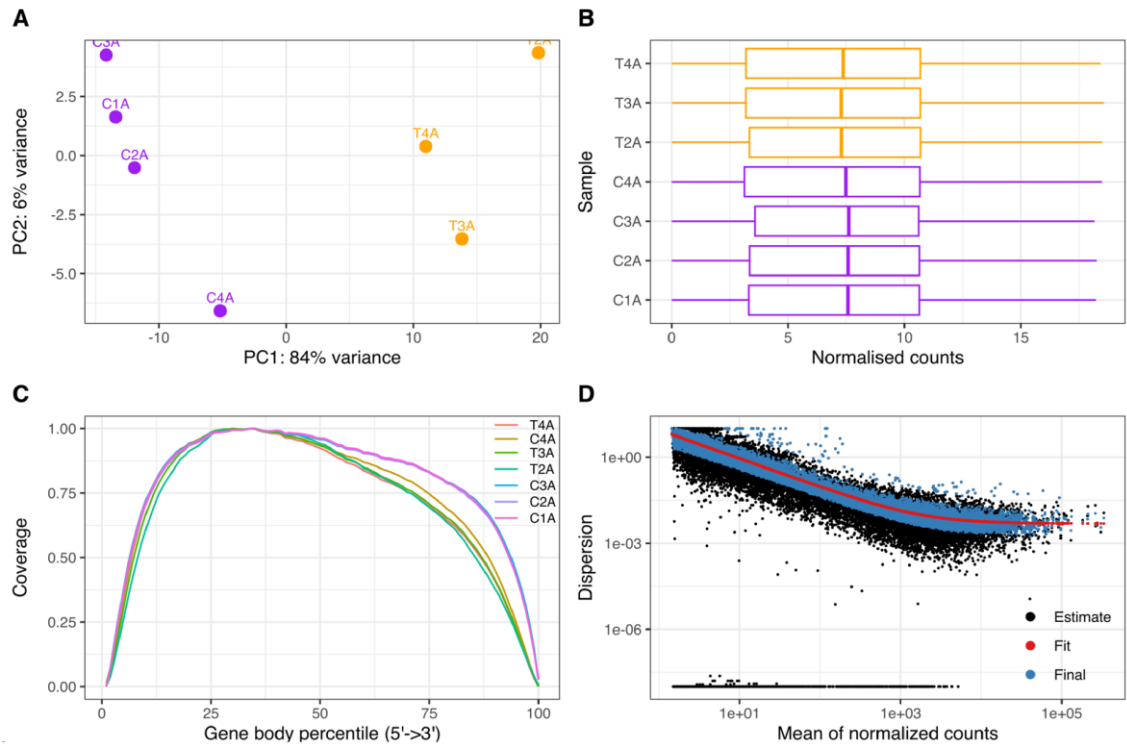 A
C3A
T2A
C1A
C2A
T4A
T3A
C4A
2.5
0.0
-2.5
-5.0
PC2: 6% variance
-10
0
10
20
PC1: 84% variance
B
T4A
T3A
T2A
C4A
C3A
C2A
C1A
Sample
0
5
10
15
Normalised counts
C
1.00
0.75
0.50
0.25
0.00
Coverage
T4A
C4A
T3A
T2A
C3A
C2A
C1A
0
25
50
75
100
Gene body percentile (5'->3')
D
1e+00
1e-03
1e-06
Dispersion
Estimate
Fit
Final
1e+01
1e+03
1e+05
Mean of normalized counts